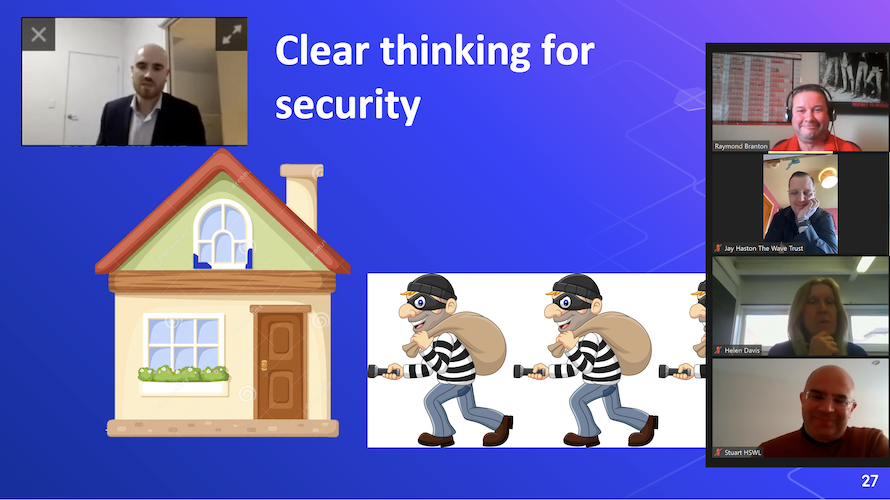 Clear thinking for
security
Raymond Branton
Jay Haston The Wave Trust
Helen Davis
Stuart HSWL
27